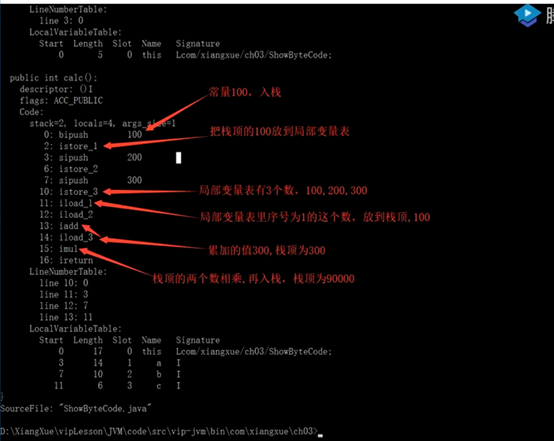 LineNumberTable:
line 3: 0
LocalVariableTable:
Start Length Slot Name Signature
0 5 0 this Lcom/xiangxue/ch03/ShowByteCode;
public int calc();
descriptor: ()I
flags: ACC_PUBLIC
Code:
stack=2, locals=4, args_size=1
0: bipush 100
2: istore_1
3: sipush 200
6: istore_2
7: sipush 300
10: istore_3
11: iload_1
12: iload_2
13: iadd
14: iload_3
15: imul
16: ireturn
常量100，入栈
把栈顶的100放到局部变量表
局部变量表有3个数，100,200,300
局部变量表里序号为1的这个数，放到栈顶,100
累加的值300,栈顶为300
栈顶的两个数相乘,再入栈，栈顶为90000
LineNumberTable:
line 10: 0
line 11: 3
line 12: 7
line 13: 11
LocalVariableTable:
Start Length Slot Name Signature
0 17 0 this Lcom/xiangxue/ch03/ShowByteCode;
3 14 1 a I
7 10 2 b I
11 6 3 c I
}
SourceFile: "ShowByteCode.java"
D:\XiangXue\vipLesson\JVM\code\src\vip-jvm\bin\com\xiangxue\ch03>